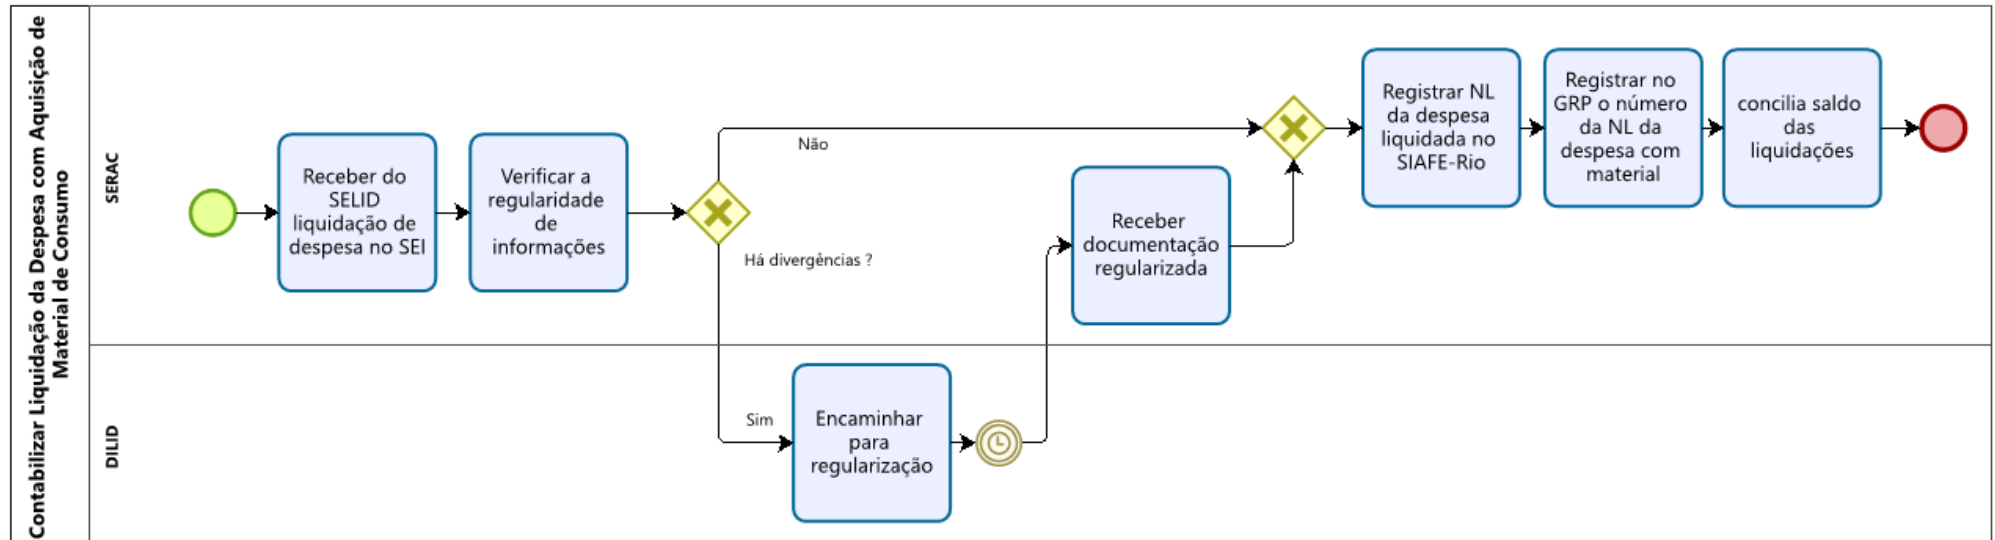 Contabilizar Liquidação da Despesa com Aquisição de
Material de Consumo
SERAC
Receber do
SELID
liquidação de
despesa no SEI
Verificar a
regularidade
de
informações
Não
Há divergências ?
Receber
documentação
regularizada
Registrar NL
da despesa
liquidada no
SIAFE-Rio
Registrar no
GRP o número
da NL da
despesa com
material
concilia saldo
das
liquidações
DILID
Sim
Encaminhar
para
regularização